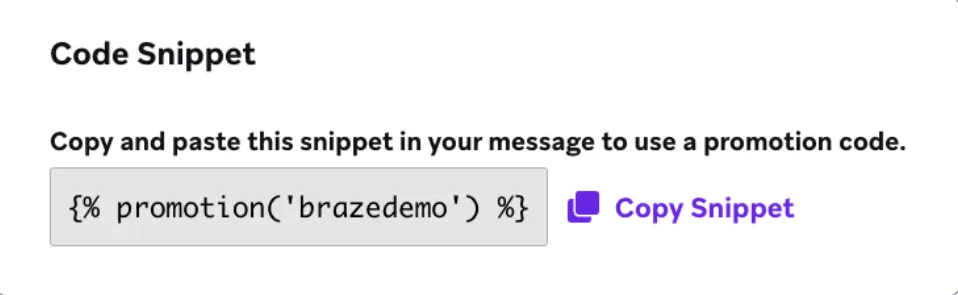 Code Snippet
Copy and paste this snippet in your message to use a promotion code.
{% promotion('brazedemo') %} Copy Snippet